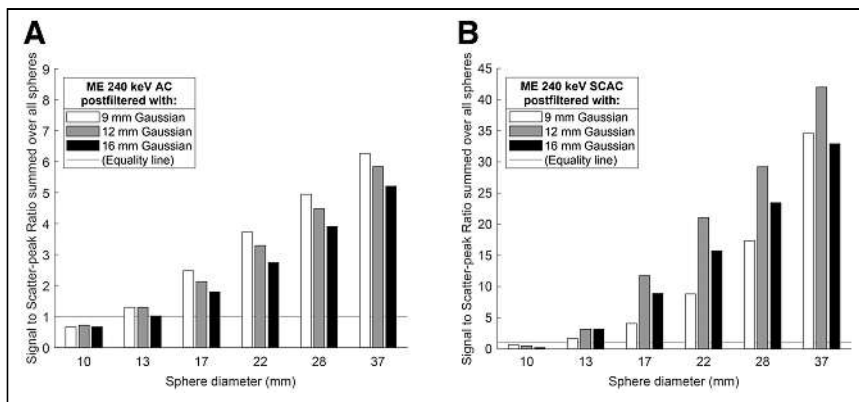 A
Signal to Scatter-peak Ratio summed over all spheres
9
8
7
6
5
4
3
2
1
0
ME 240 keV AC
postfiltered with:
9 mm Gaussian
12 mm Gaussian
16 mm Gaussian
(Equality line)
10 13 17 22 28 37
Sphere diameter (mm)
B
Signal to Scatter-peak Ratio summed over all spheres
45
40
35
30
25
20
15
10
5
0
ME 240 keV SCAC
postfiltered with:
9 mm Gaussian
12 mm Gaussian
16 mm Gaussian
(Equality line)
10 13 17 22 28 37
Sphere diameter (mm)